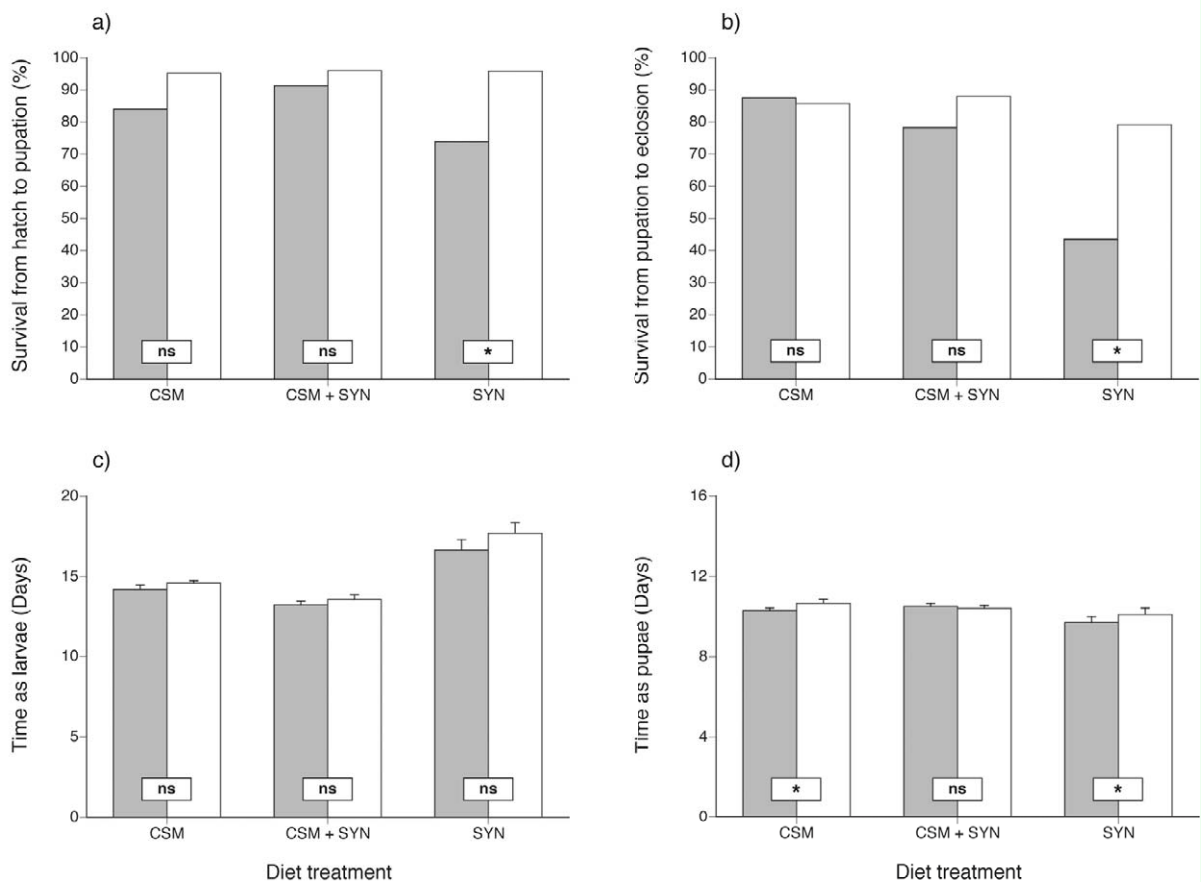 a)
Survival from hatch to pupation (%)
100
90
80
70
60
50
40
30
20
10
0
ns
ns
*
CSM
CSM + SYN
SYN
b)
Survival from pupation to eclosion (%)
100
90
80
70
60
50
40
30
20
10
0
ns
ns
*
CSM
CSM + SYN
SYN
c)
Time as larvae (Days)
20
15
10
5
0
ns
ns
ns
CSM
CSM + SYN
SYN
Diet treatment
d)
Time as pupae (Days)
16
12
8
4
0
*
ns
*
CSM
CSM + SYN
SYN
Diet treatment